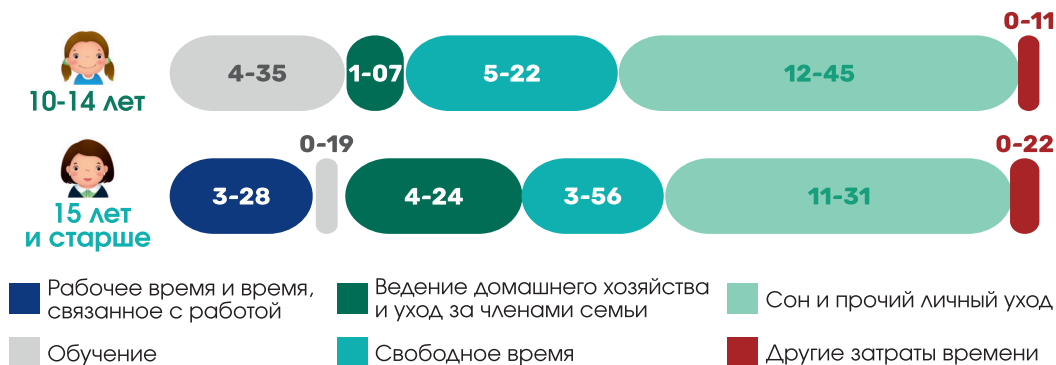 0-11
4-35
1-07
5-22
12-45
10-14 лет
0-19
0-22
3-28
4-24
3-56
11-31
15 лет
и старше
Рабочее время и время,
связанное с работой
Ведение домашнего хозяйства
и уход за членами семьи
Сон и прочий личный уход
Обучение
Свободное время
Другие затраты времени